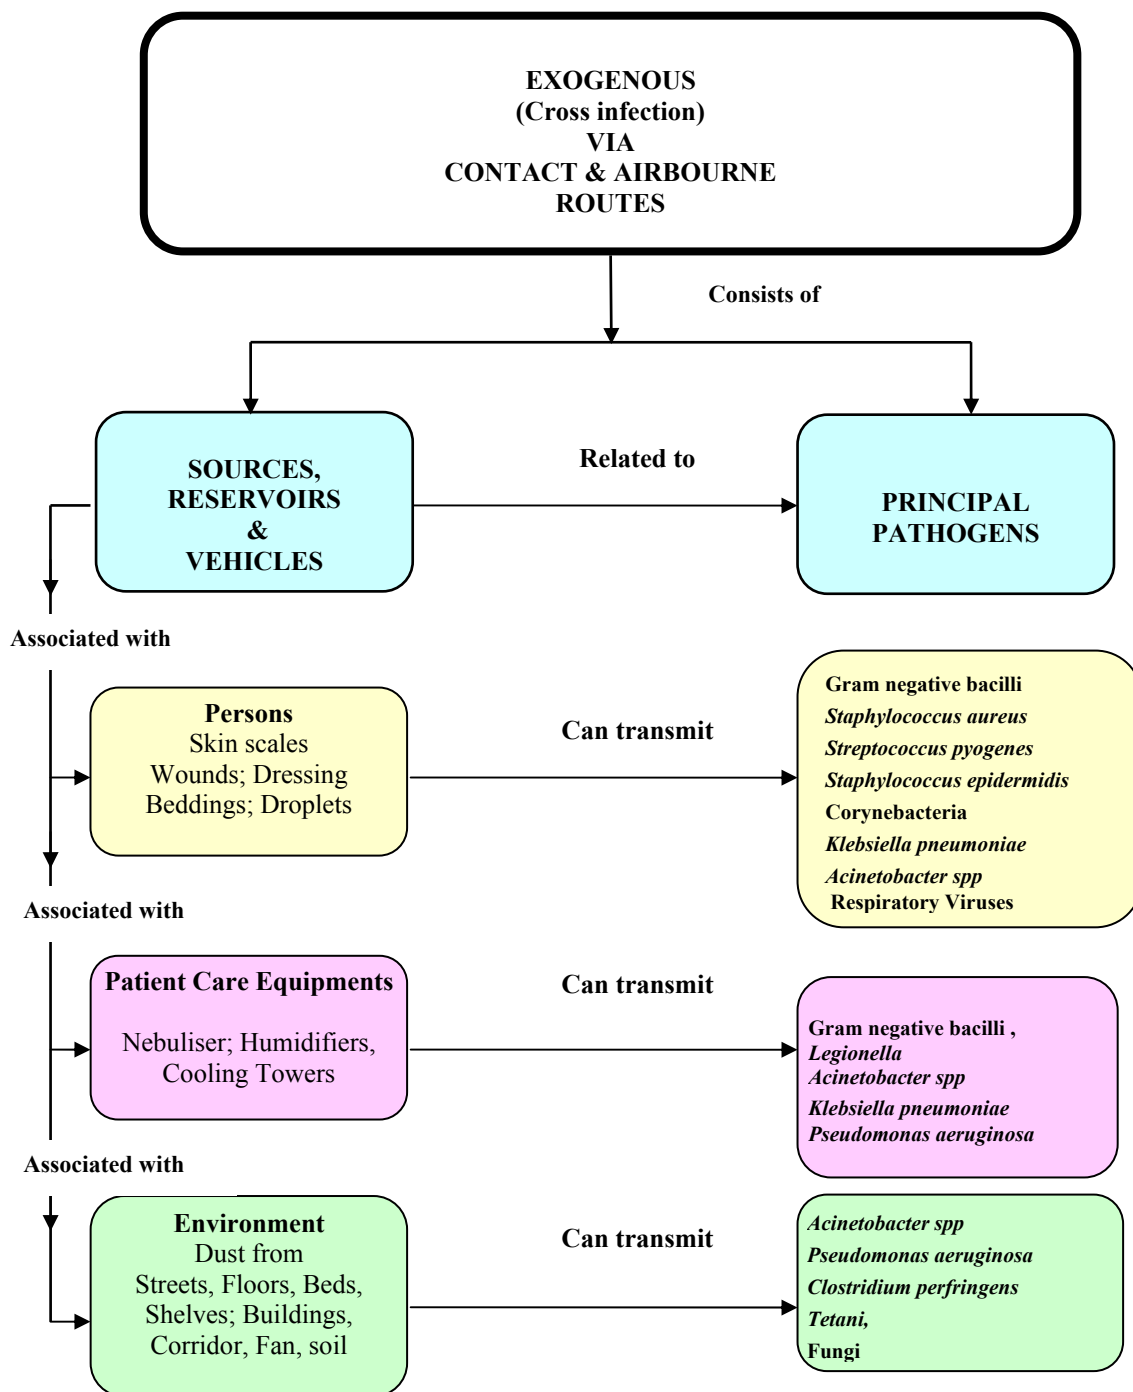 EXOGENOUS
(Cross infection)
VIA
CONTACT & AIRBOURNE
ROUTES
Consists of
SOURCES,
RESERVOIRS
&
VEHICLES
Related to
PRINCIPAL
PATHOGENS
Associated with
Persons
Skin scales
Wounds; Dressing
Beddings; Droplets
Can transmit
Gram negative bacilli
Staphylococcus aureus
Streptococcus pyogenes
Staphylococcus epidermidis
Corynebacteria
Klebsiella pneumoniae
Acinetobacter spp
Respiratory Viruses
Associated with
Patient Care Equipments
Nebuliser; Humidifiers,
Cooling Towers
Can transmit
Gram negative bacilli ,
Legionella
Acinetobacter spp
Klebsiella pneumoniae
Pseudomonas aeruginosa
Associated with
Environment
Dust from
Streets, Floors, Beds,
Shelves; Buildings,
Corridor, Fan, soil
Can transmit
Acinetobacter spp
Pseudomonas aeruginosa
Clostridium perfringens
Tetani,
Fungi